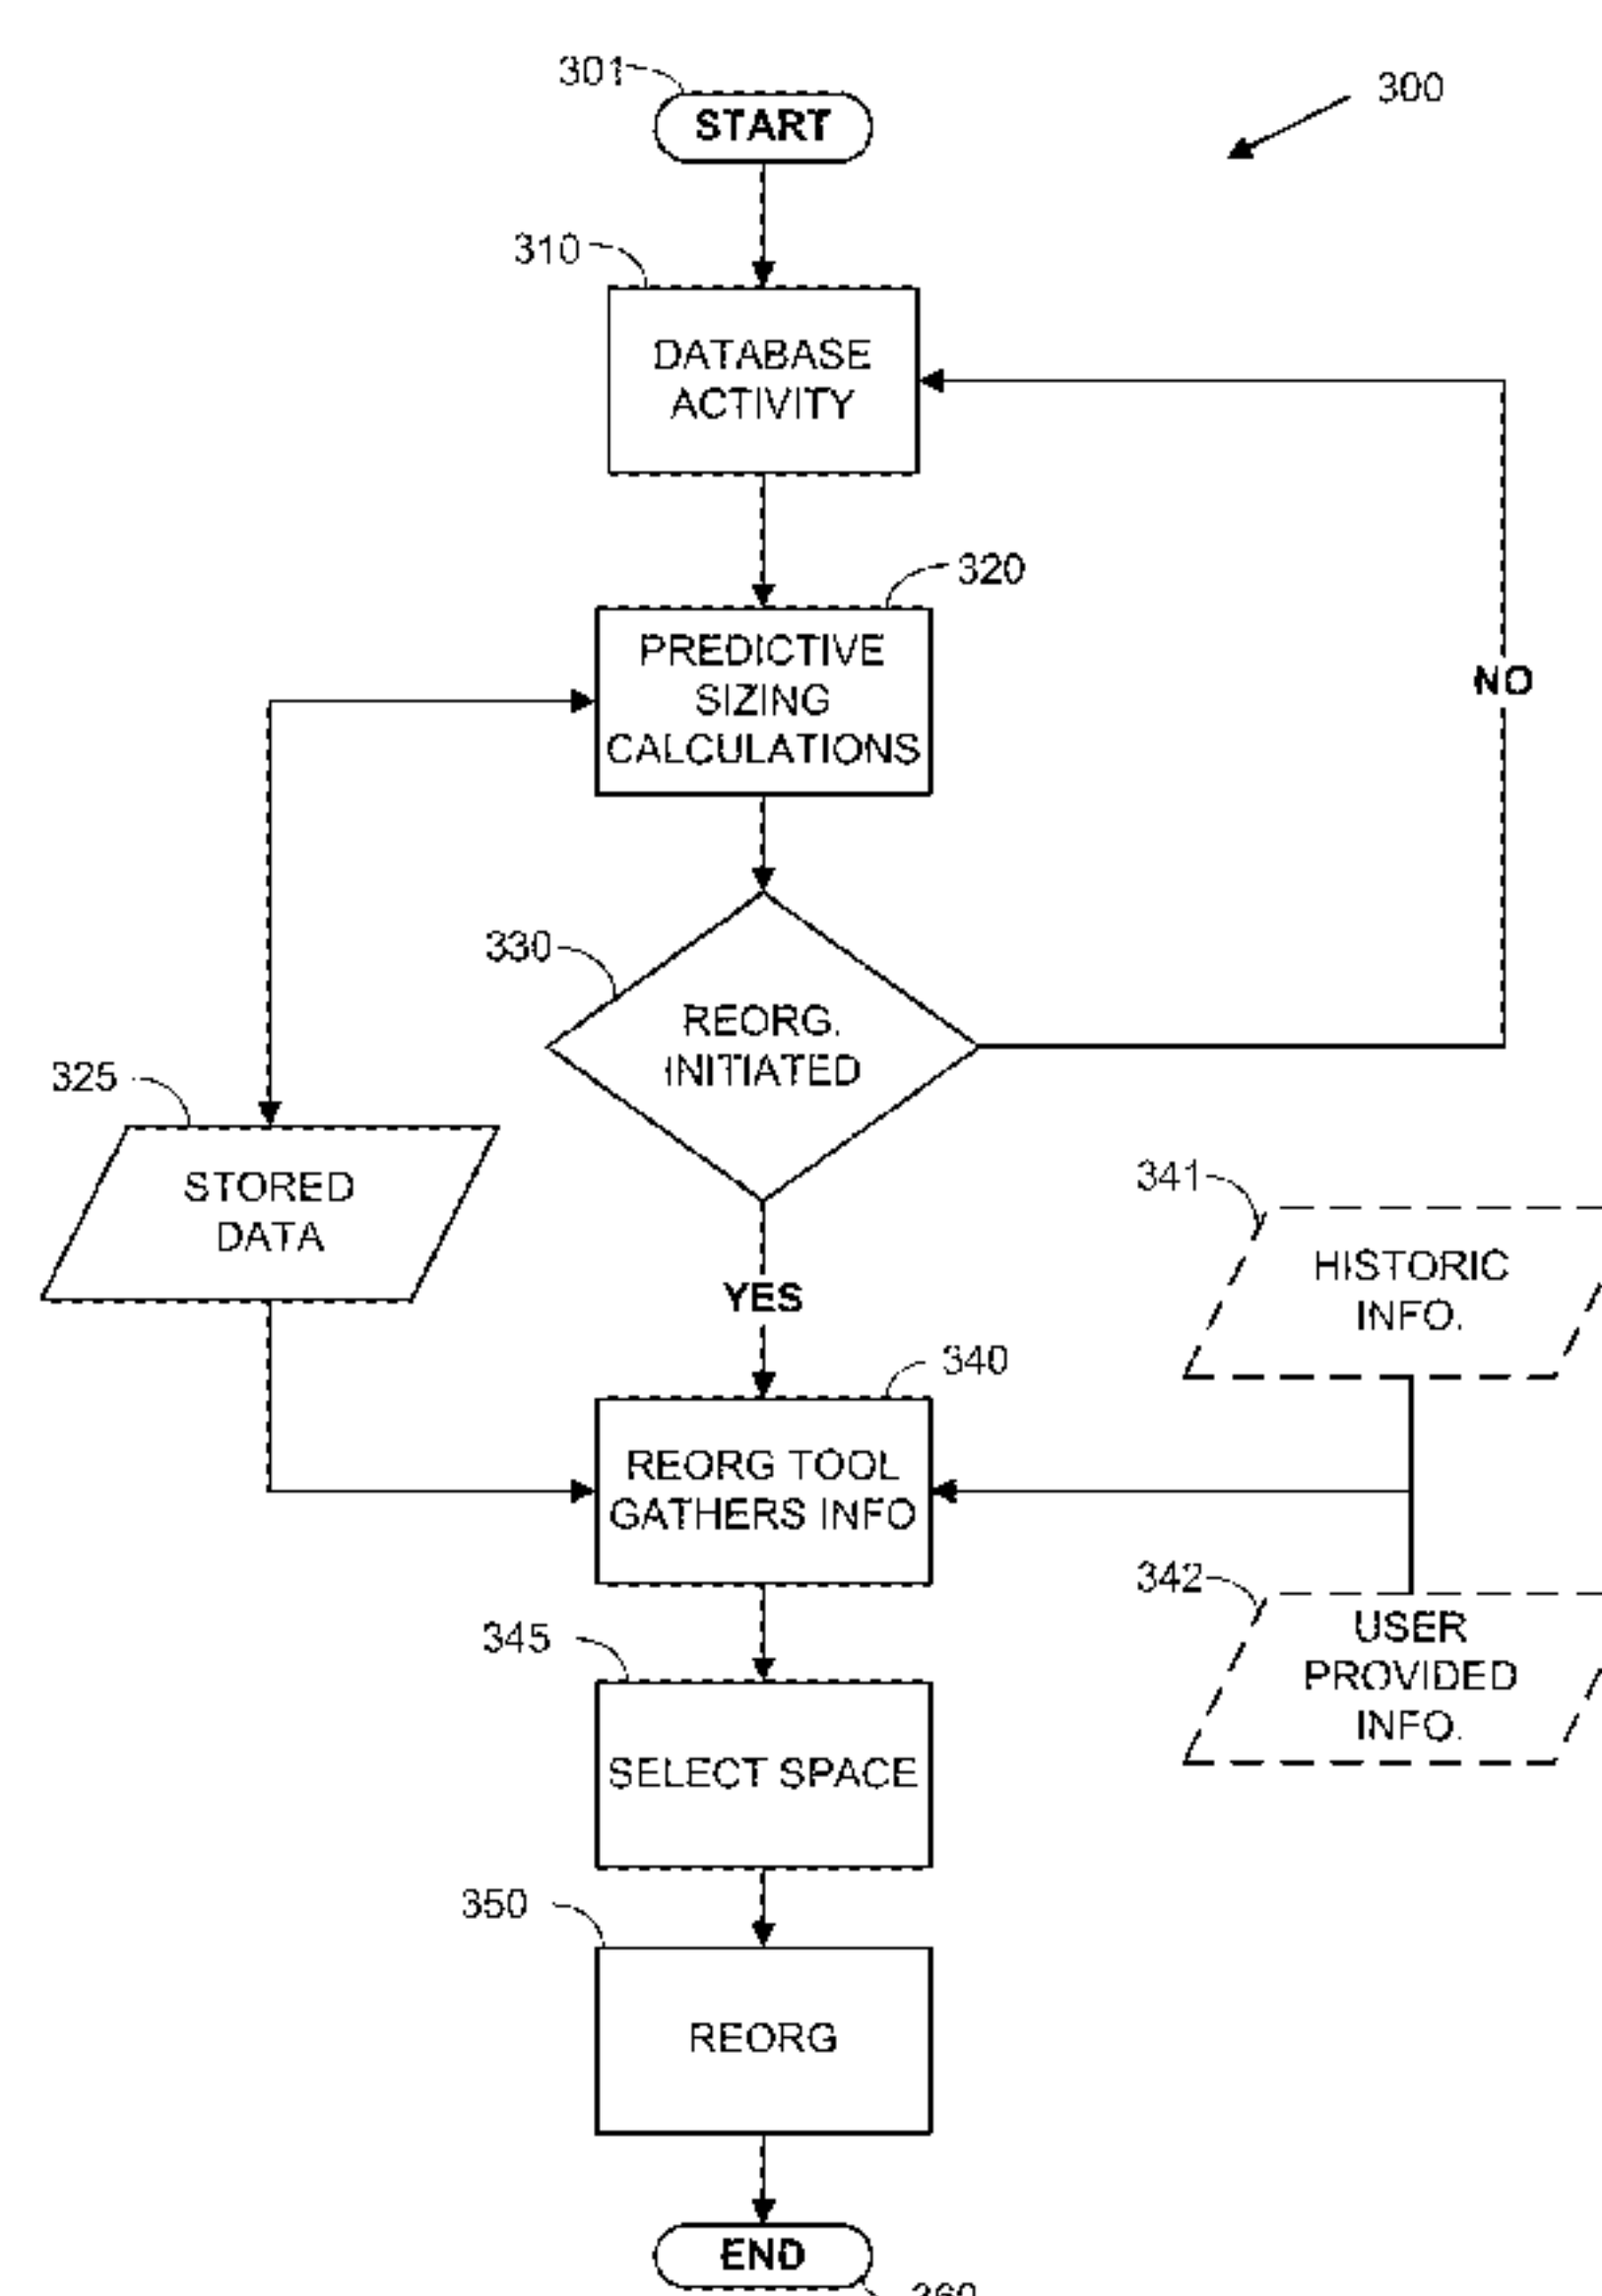 301
START
300
310
DATABASE
ACTIVITY
320
PREDICTIVE
SIZING
CALCULATIONS
NO
330
REORG.
INITIATED
325
STORED
DATA
341
HISTORIC
INFO.
YES
340
REORG TOOL
GATHERS INFO
342
USER
PROVIDED
INFO.
345
SELECT SPACE
350
REORG
END
360